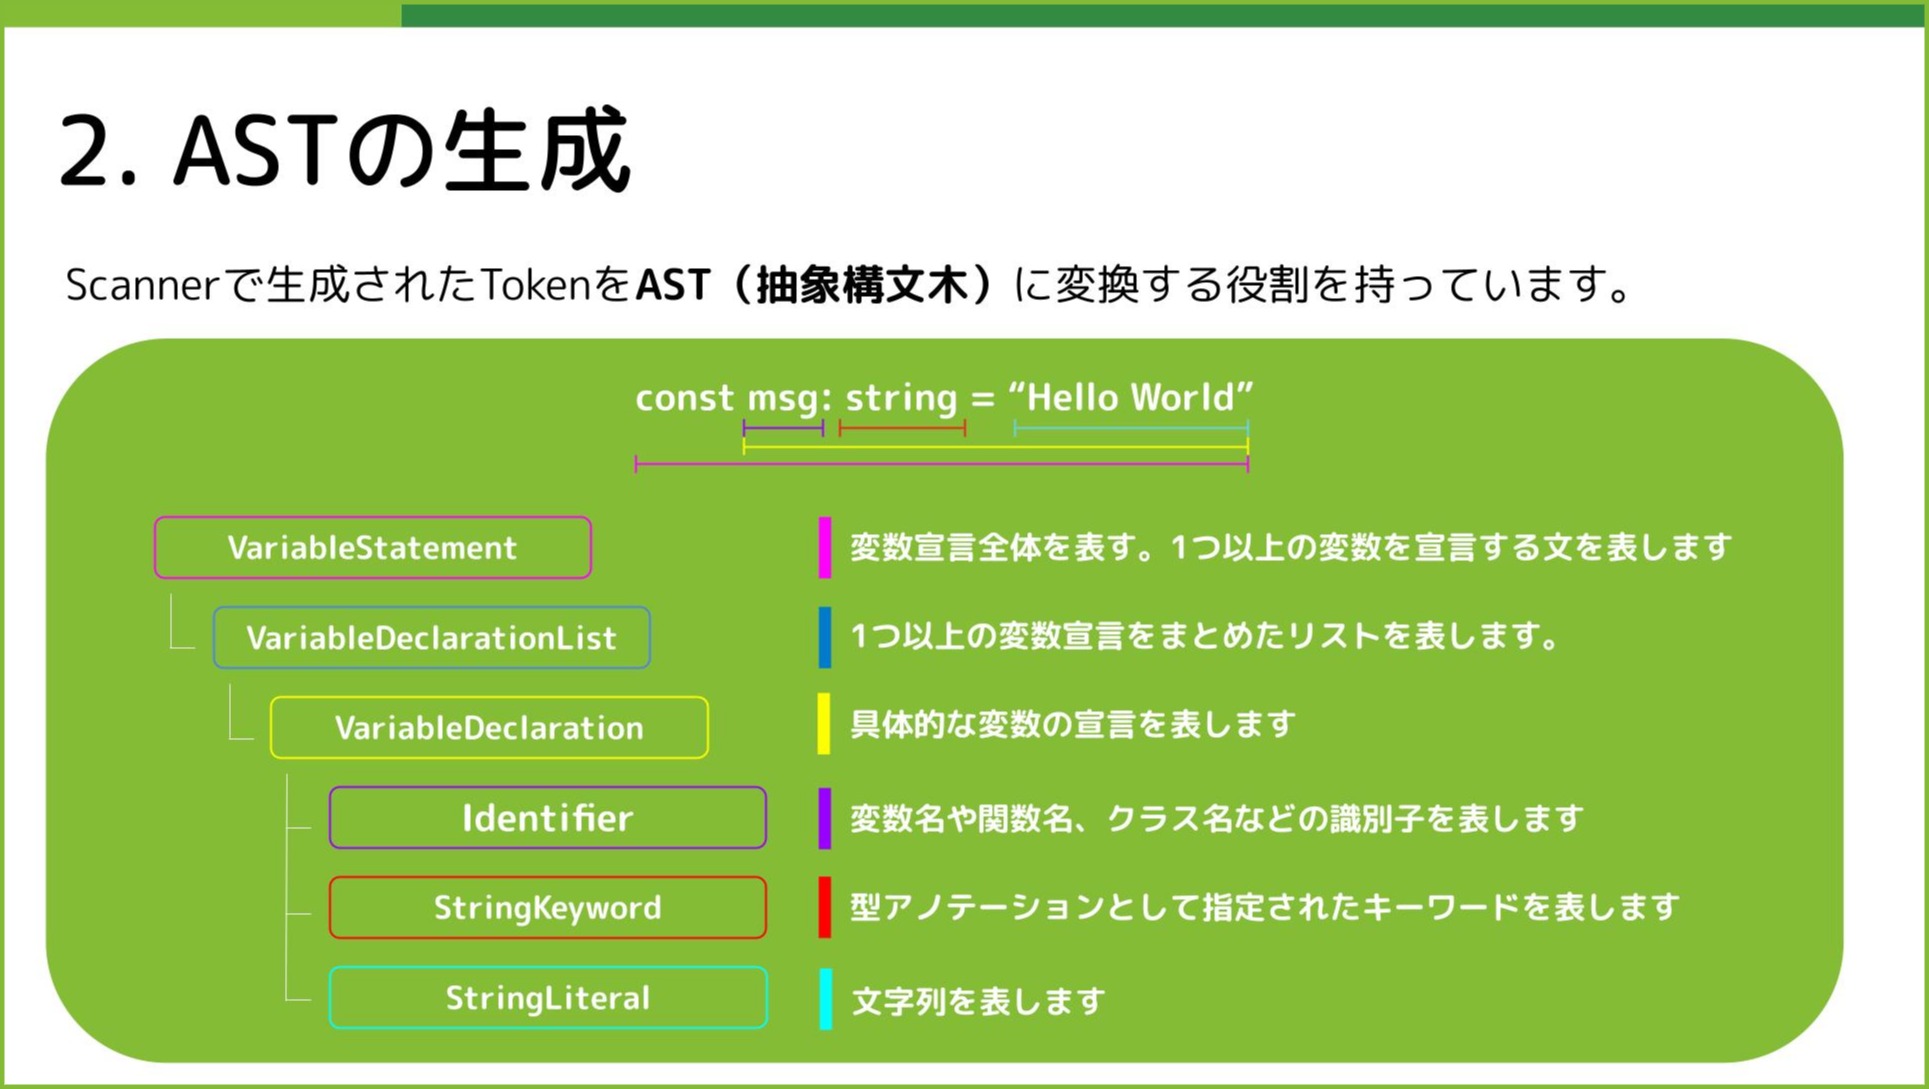 2. ASTの生成
Scannerで生成されたTokenをAST（抽象構文木）に変換する役割を持っています。
const msg: string = “Hello World”
VariableStatement
変数宣言全体を表す。1つ以上の変数を宣言する文を表します
VariableDeclarationList
1つ以上の変数宣言をまとめたリストを表します。
VariableDeclaration
具体的な変数の宣言を表します
Identifier
変数名や関数名、クラス名などの識別子を表します
StringKeyword
型アノテーションとして指定されたキーワードを表します
StringLiteral
文字列を表します